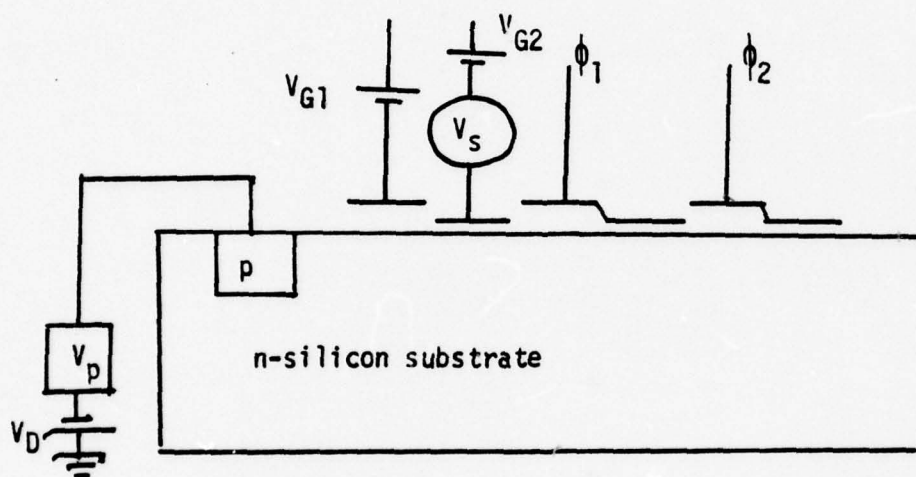 V_G2
ϕ_1
ϕ_2
V_G1
V_s
p
V_p
n-silicon substrate
V_D